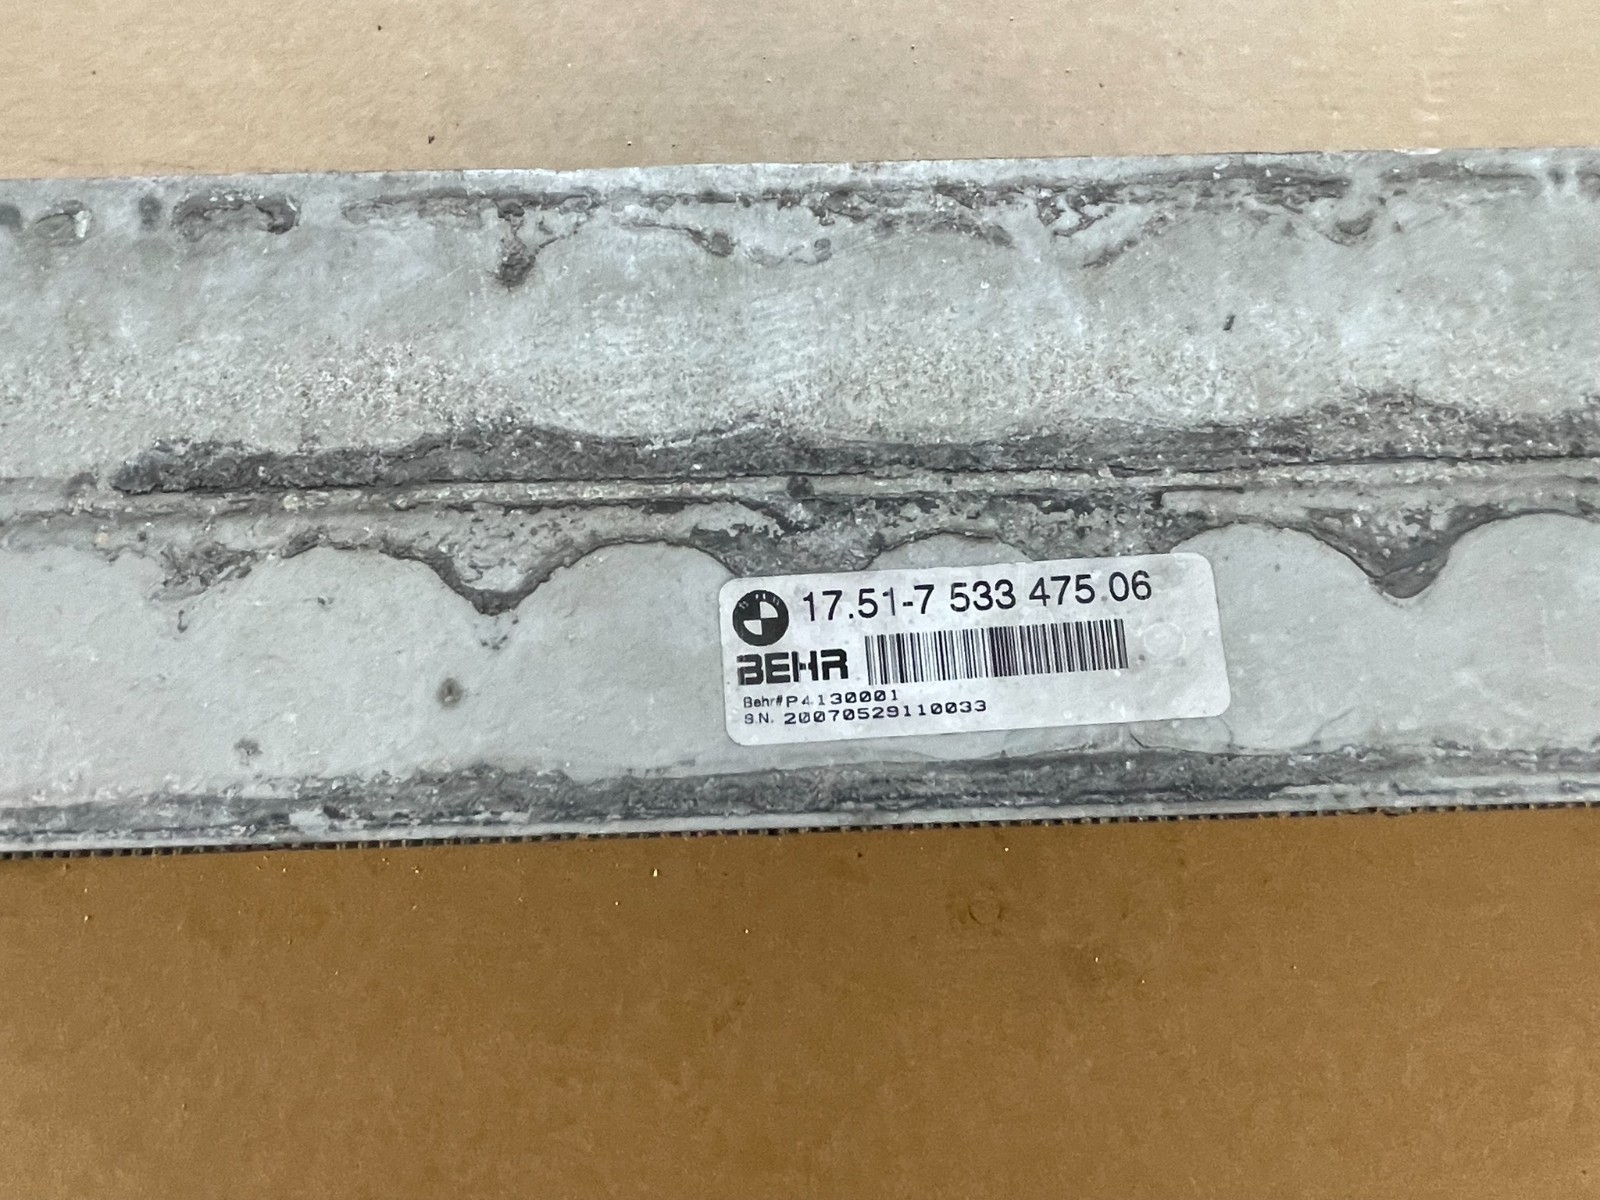 17.51-7 533 475.06
BEHR
Behr#P4130001
S.N. 20070529110033